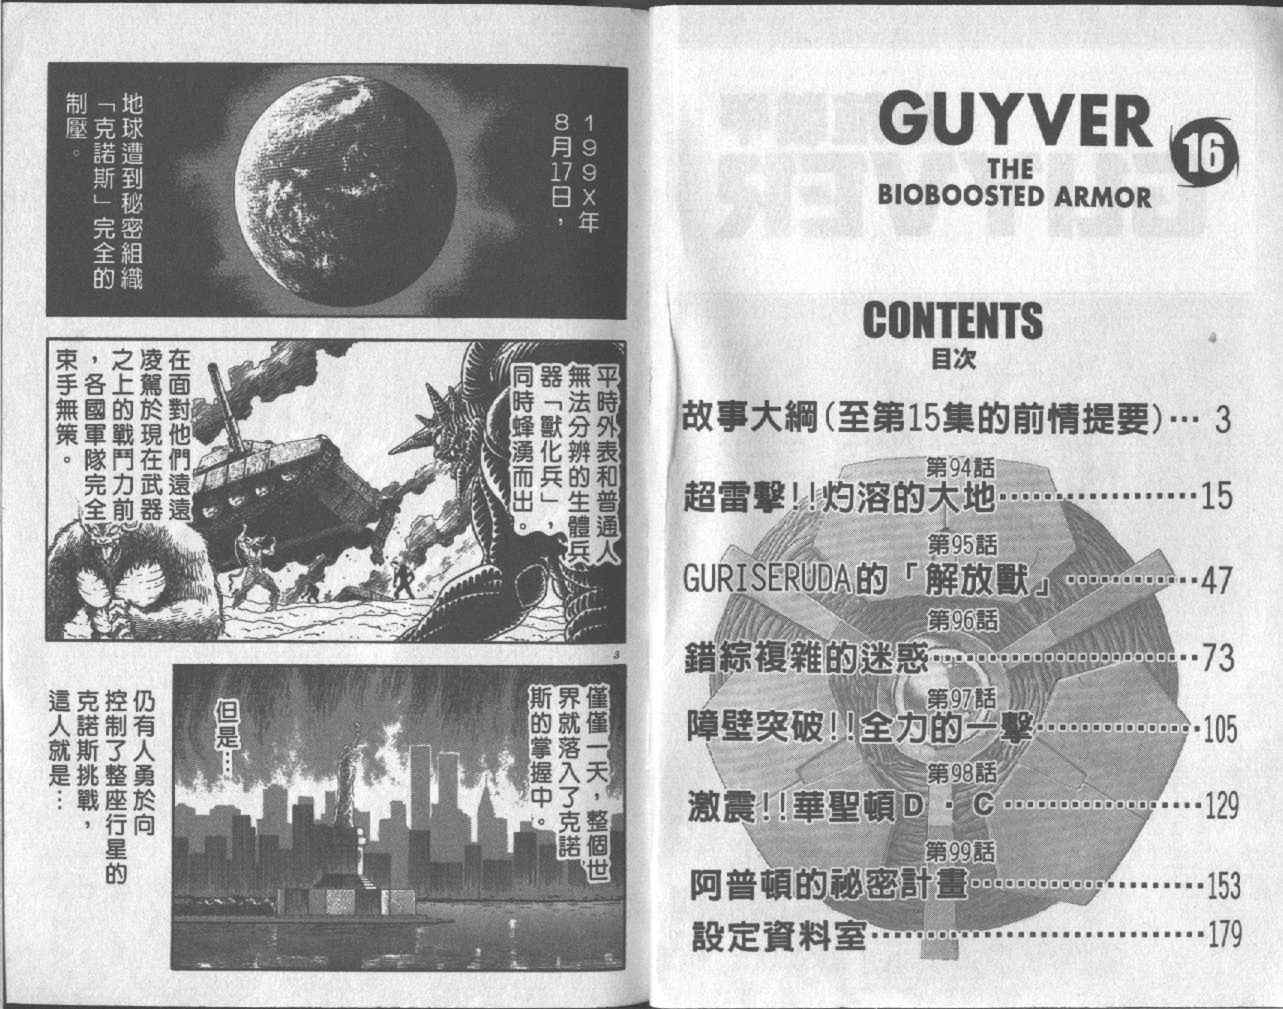 GUYVER
THE
BIOBOOSTED ARMOR
16
CONTENTS
目次
故事大綱(至第15集的前情提要)… 3
第94話
超雷擊!!灼溶的大地………………15
第95話
GURISERUDA的「解放獸」…………47
第96話
錯綜複雜的迷惑……………………73
第97話
障壁突破!!全力的一擊……………105
第98話
激震!!華聖頓D・C………………129
第99話
阿普頓的祕密計畫…………………153
設定資料室…………………………179
199X年
8月17日，
地球遭到秘密組織
「克諾斯」完全的
制壓。
平時外表和普通人
無法分辨的生體兵
器「獸化兵」，
同時蜂湧而出。
在面對他們遠遠
凌駕於現在武器
之上的戰鬥力前
，各國軍隊完全
束手無策。
3
僅僅一天，整個世
界就落入了克諾
斯的掌握中。
但是…
仍有人勇於向
控制了整座行星的
克諾斯挑戰，
這人就是…